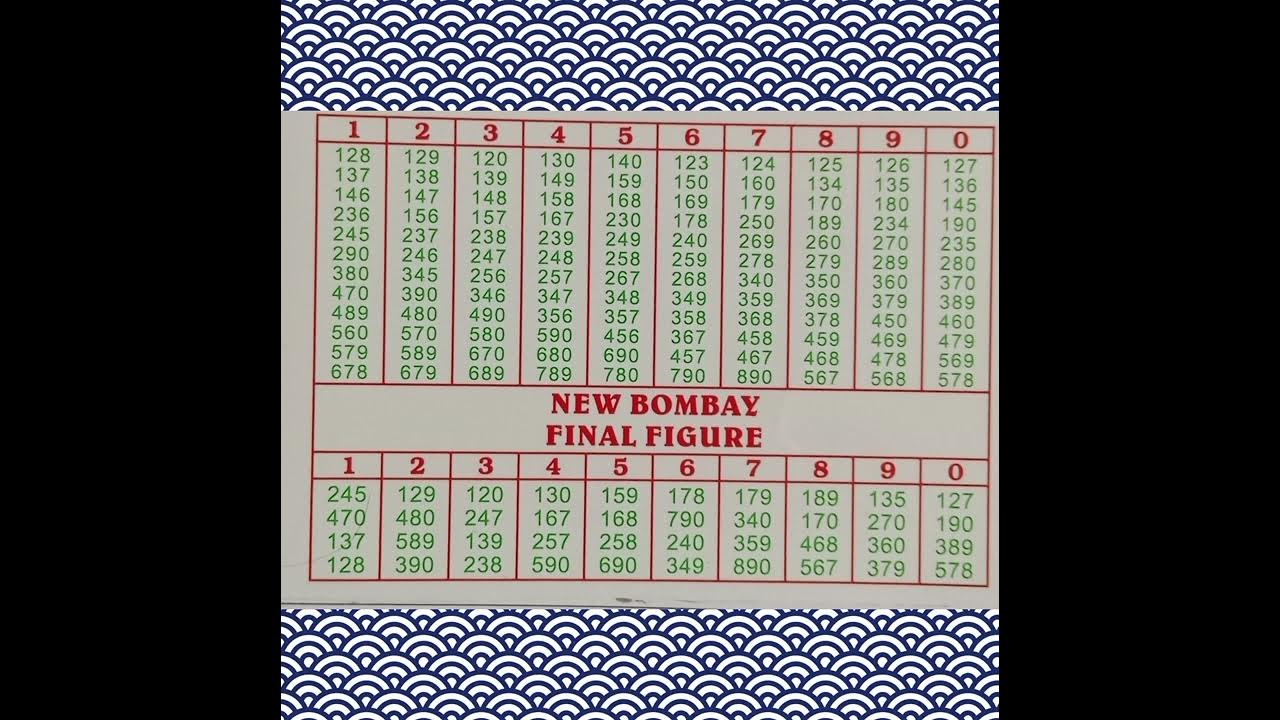 1 2 3 4 5 6 7 8 9 0
128 129 120 130 140 123 124 125 126 127
137 138 139 149 159 150 160 134 135 136
146 147 148 158 168 169 179 170 180 145
236 156 157 167 230 178 250 189 234 190
245 237 238 239 249 240 269 260 270 235
290 246 247 248 258 259 278 279 289 280
380 345 256 257 267 268 340 350 360 370
470 390 346 347 348 349 359 369 379 389
489 480 490 356 357 358 368 378 450 460
560 570 580 590 456 367 458 459 469 479
579 589 670 680 690 457 467 468 478 569
678 679 689 789 780 790 890 567 568 578
NEW BOMBAY
FINAL FIGURE
1 2 3 4 5 6 7 8 9 0
245 129 120 130 159 178 179 189 135 127
470 480 247 167 168 790 340 170 270 190
137 589 139 257 258 240 359 468 360 389
128 390 238 590 690 349 890 567 379 578